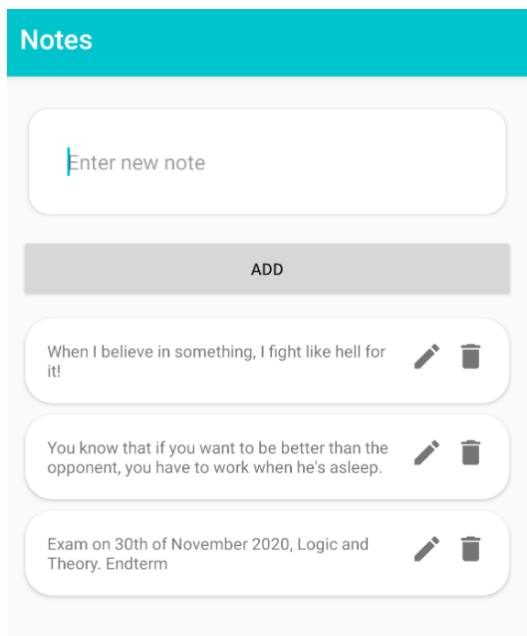 Notes
Enter new note
ADD
When I believe in something, I fight like hell for
it!
You know that if you want to be better than the
opponent, you have to work when he's asleep.
Exam on 30th of November 2020, Logic and
Theory. Endterm